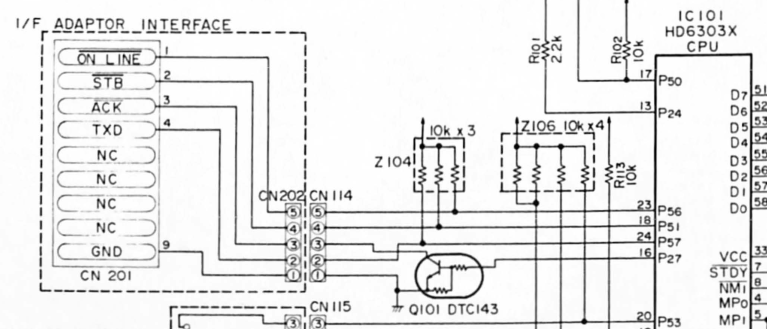 I/F ADAPTOR INTERFACE
ON LINE 1
STB 2
ACK 3
TXD 4
NC
NC
NC
NC
GND 9
CN 201
CN202 CN114
5 5
4 4
3 3
2 2
1 1
CN115
3 3
R101 2.2k
R102 10k
IC101
HD6303X
CPU
17 P50
13 P24
10k x 3
Z104
Z106 10k x 4
R113 10k
23 P56
18 P51
24 P57
16 P27
20 P53
Q101 DTC143
D7 51
D6 52
D5 53
D4 54
D3 55
D2 56
D1 57
D0 58
VCC 33
STDY 7
NMI 8
MP0 4
MP1 5